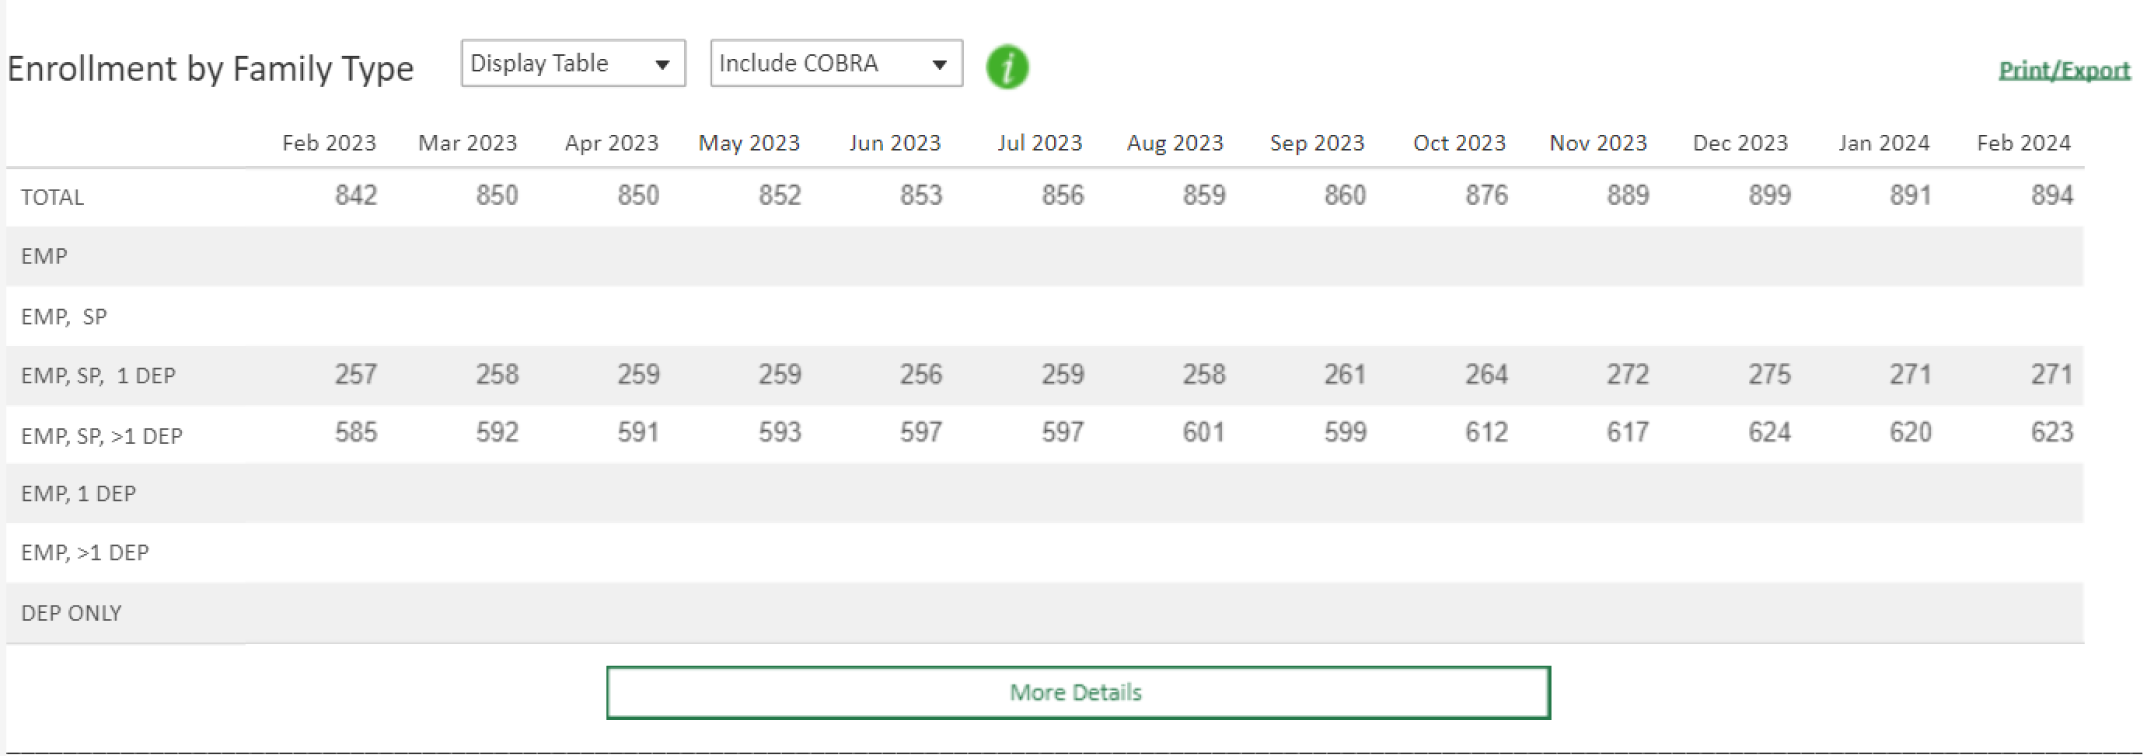 Enrollment by Family Type Display Table Include COBRA i Print/Export
Feb 2023 Mar 2023 Apr 2023 May 2023 Jun 2023 Jul 2023 Aug 2023 Sep 2023 Oct 2023 Nov 2023 Dec 2023 Jan 2024 Feb 2024
TOTAL 842 850 850 852 853 856 859 860 876 889 899 891 894
EMP
EMP, SP
EMP, SP, 1 DEP 257 258 259 259 256 259 258 261 264 272 275 271 271
EMP, SP, >1 DEP 585 592 591 593 597 597 601 599 612 617 624 620 623
EMP, 1 DEP
EMP, >1 DEP
DEP ONLY
More Details